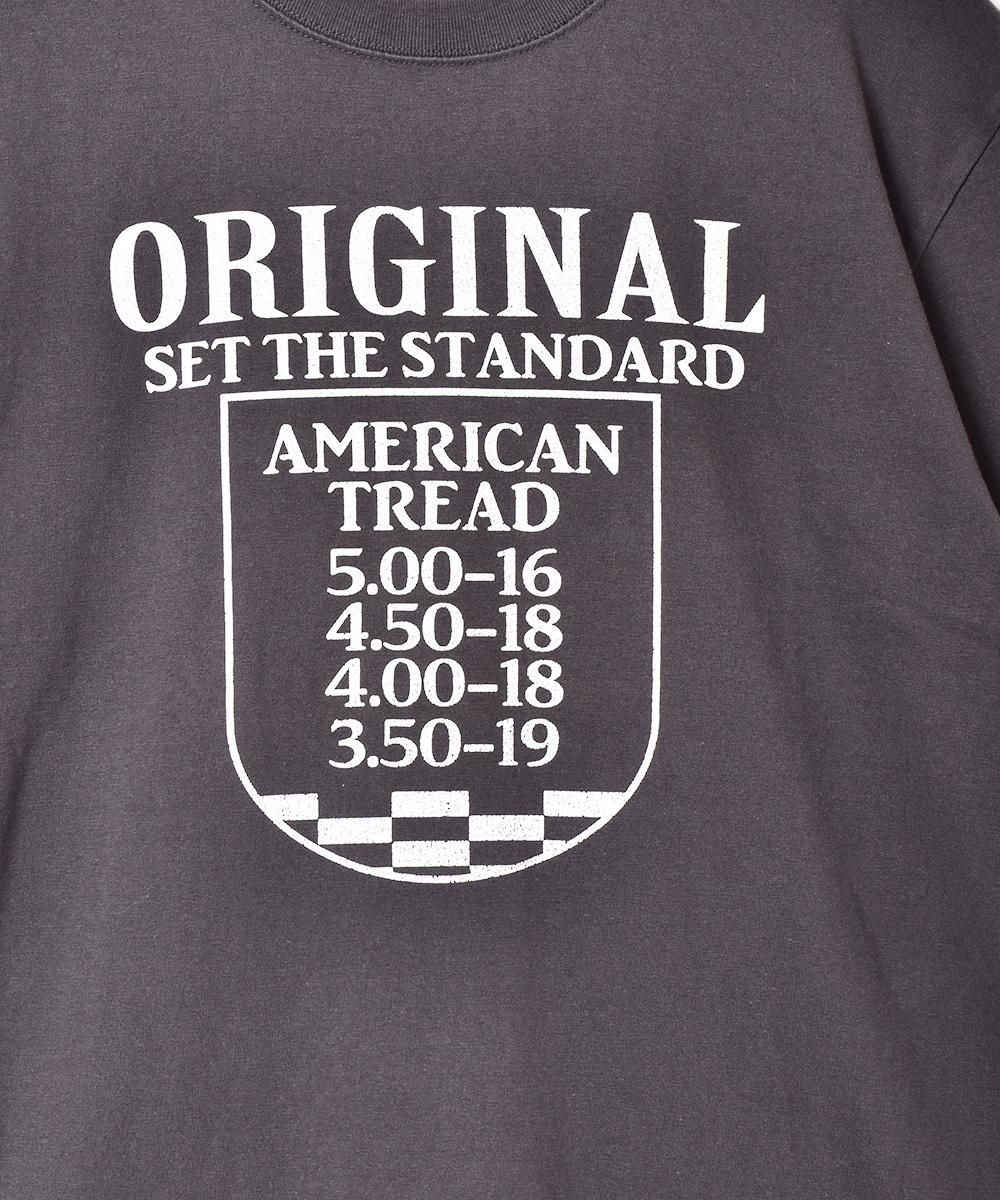 ORIGINAL
SET THE STANDARD
AMERICAN
TREAD
5.00-16
4.50-18
4.00-18
3.50-19